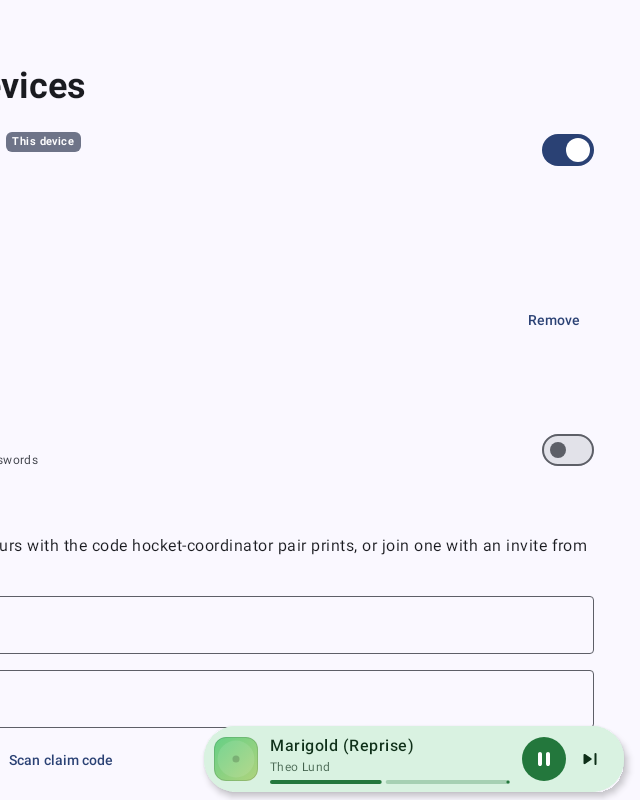 evices
This device
Remove
swords
urs with the code hocket-coordinator pair prints, or join one with an invite from
Marigold (Reprise)
Scan claim code
Theo Lund